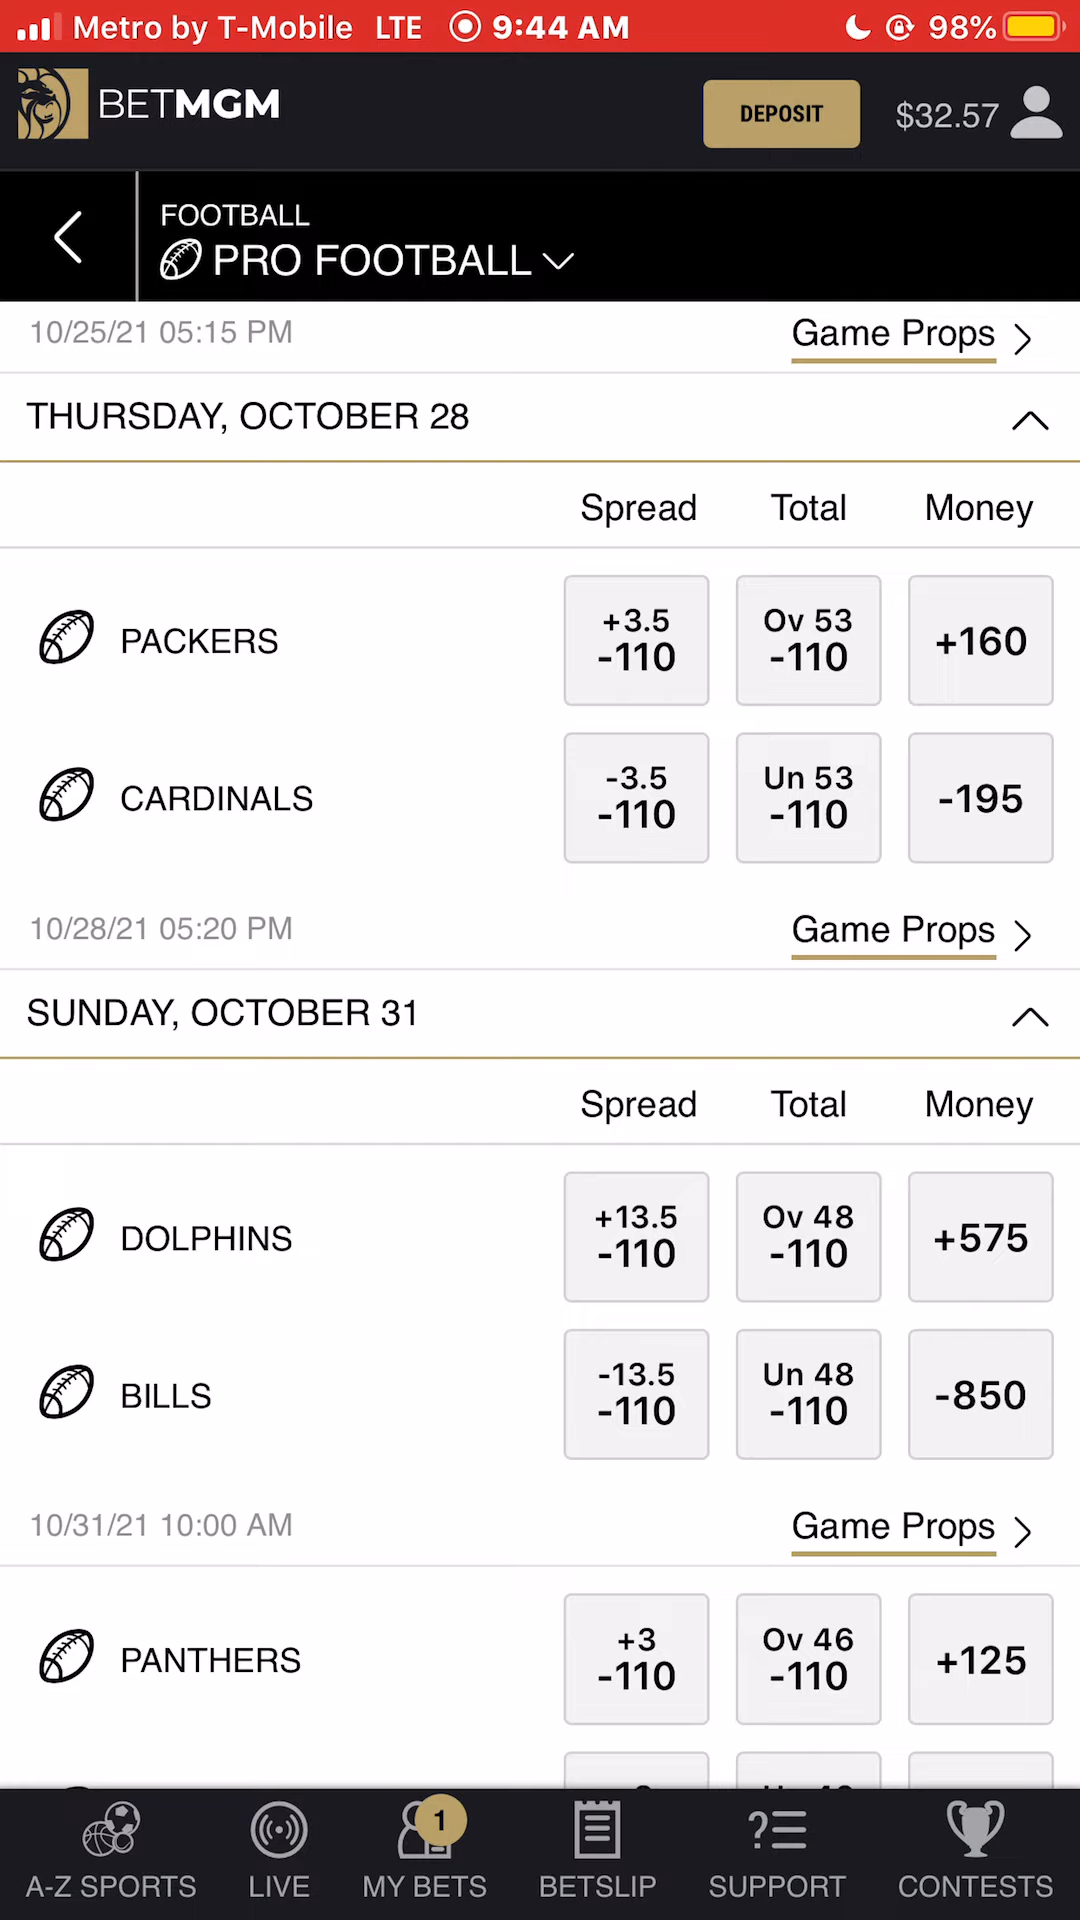 Metro by T-Mobile LTE 9:44 AM 98%
BETMGM DEPOSIT $32.57
FOOTBALL
PRO FOOTBALL
10/25/21 05:15 PM Game Props
THURSDAY, OCTOBER 28
Spread Total Money
PACKERS
+3.5
-110
Ov 53
-110
+160
CARDINALS
-3.5
-110
Un 53
-110
-195
10/28/21 05:20 PM Game Props
SUNDAY, OCTOBER 31
Spread Total Money
DOLPHINS
+13.5
-110
Ov 48
-110
+575
BILLS
-13.5
-110
Un 48
-110
-850
10/31/21 10:00 AM Game Props
PANTHERS
+3
-110
Ov 46
-110
+125
1
A-Z SPORTS LIVE MY BETS BETSLIP SUPPORT CONTESTS